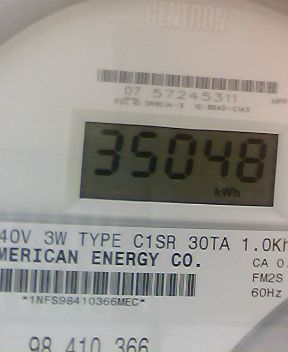 CENTRON®
07 57245311
35048
kWh
40V 3W TYPE C1SR 30TA 1.0Kh
MERICAN ENERGY CO.
CA 0.
FM2S
60Hz
*1NFS98410366MEC*
98 410 366